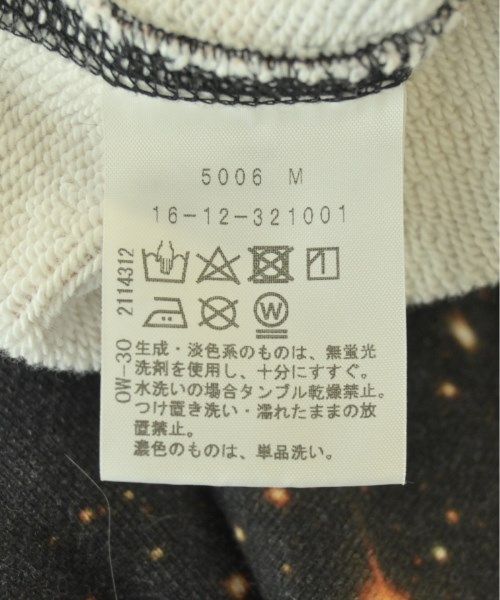 5006 M
16-12-321001
OW-30 2114312
W
生成・淡色系のものは、無蛍光
洗剤を使用し、十分にすすぐ。
水洗いの場合タンブル乾燥禁止。
つけ置き洗い・濡れたままの放
置禁止。
濃色のものは、単品洗い。